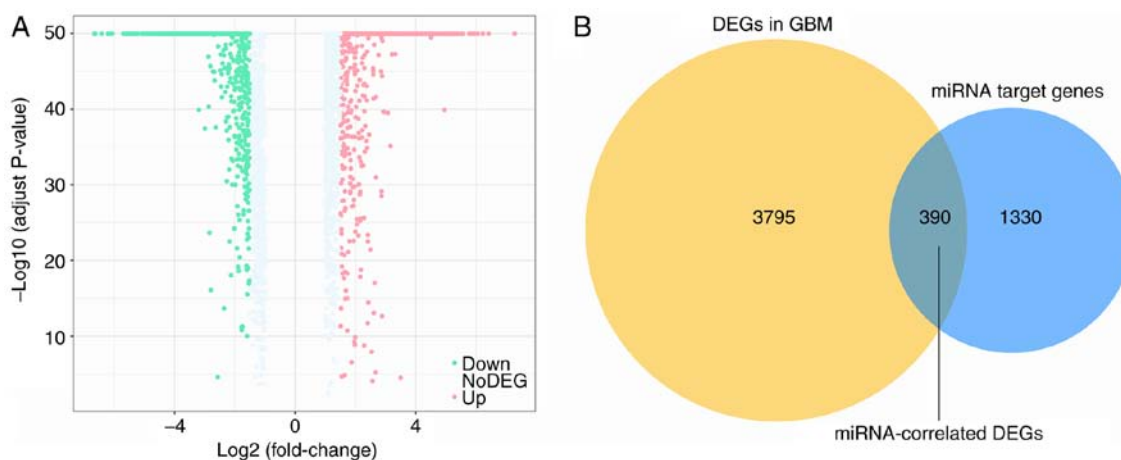 A
50
40
30
20
10
−Log10 (adjust P-value)
−4
0
4
Log2 (fold-change)
Down
NoDEG
Up
B
DEGs in GBM
miRNA target genes
3795
390
1330
miRNA-correlated DEGs